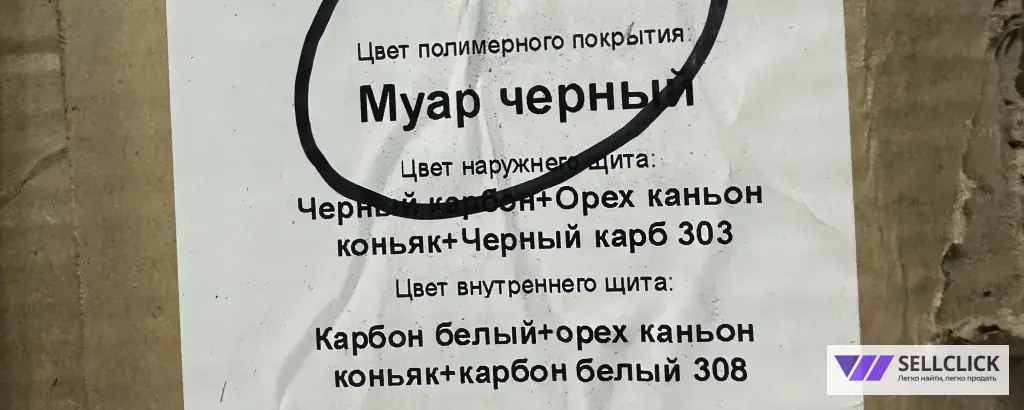 Цвет полимерного покрытия:
Муар черный
Цвет наружнего щита:
Черный карбон+Орех каньон
коньяк+Черный карб 303
Цвет внутреннего щита:
Карбон белый+орех каньон
коньяк+карбон белый 308
SELLCLICK
Легко найти, легко продать